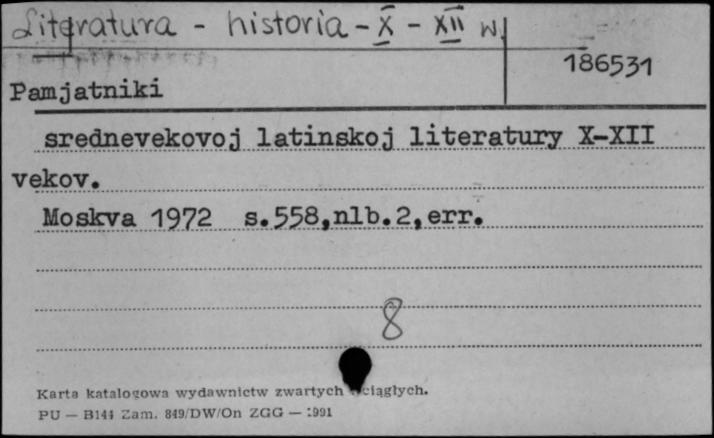 Literatura - historia - X - XII w.
186531
Pamjatniki
srednevekovoj latinskoj literatury X-XII
vekov.
Moskva 1972 s.558,nlb.2,err.
8
Karta katalogowa wydawnictw zwartych ciągłych.
PU — B144 Zam. 849/DW/On ZGG — 1991